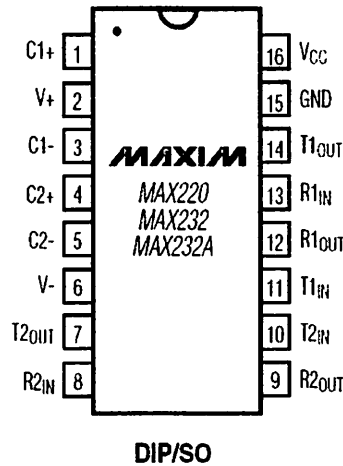 C1+ 1 16 VCC
V+ 2 15 GND
C1- 3 14 T1OUT
MAXIM
C2+ 4 MAX220 13 R1IN
MAX232
C2- 5 MAX232A 12 R1OUT
V- 6 11 T1IN
T2OUT 7 10 T2IN
R2IN 8 9 R2OUT
DIP/SO